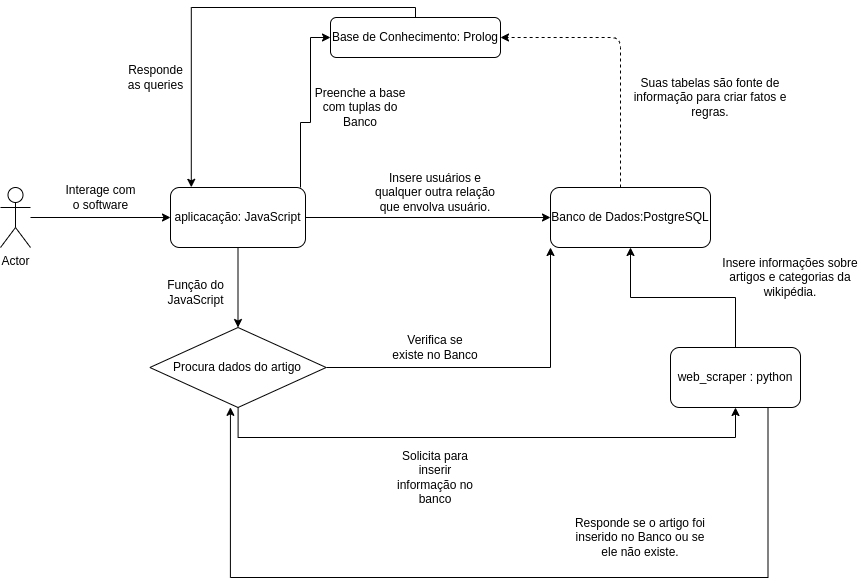 Base de Conhecimento: Prolog
Responde
as queries
Preenche a base
com tuplas do
Banco
Suas tabelas são fonte de
informação para criar fatos e
regras.
Interage com
o software
Insere usuários e
qualquer outra relação
que envolva usuário.
Actor
aplicacação: JavaScript
Banco de Dados:PostgreSQL
Função do
JavaScript
Insere informações sobre
artigos e categorias da
wikipédia.
Procura dados do artigo
Verifica se
existe no Banco
web_scraper : python
Solicita para
inserir
informação no
banco
Responde se o artigo foi
inserido no Banco ou se
ele não existe.